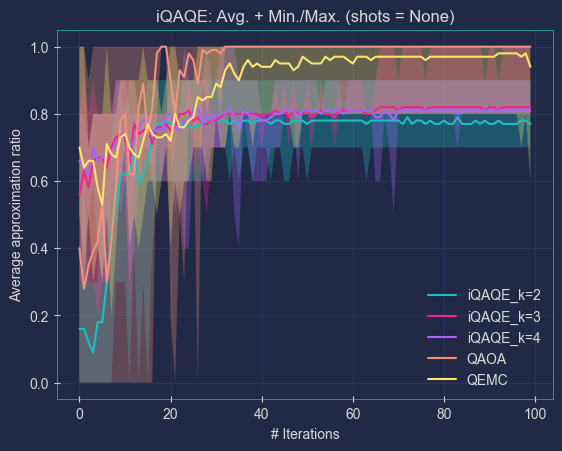 iQAQE: Avg. + Min./Max. (shots = None)
Average approximation ratio
1.0
0.8
0.6
0.4
0.2
0.0
iQAQE_k=2
iQAQE_k=3
iQAQE_k=4
QAOA
QEMC
0 20 40 60 80 100
# Iterations